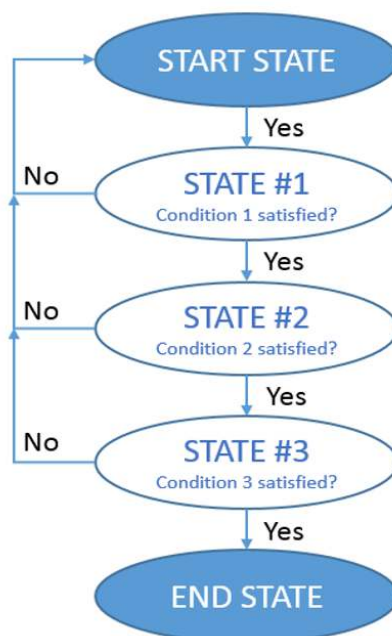 START STATE
Yes
No
STATE #1
Condition 1 satisfied?
Yes
No
STATE #2
Condition 2 satisfied?
Yes
No
STATE #3
Condition 3 satisfied?
Yes
END STATE